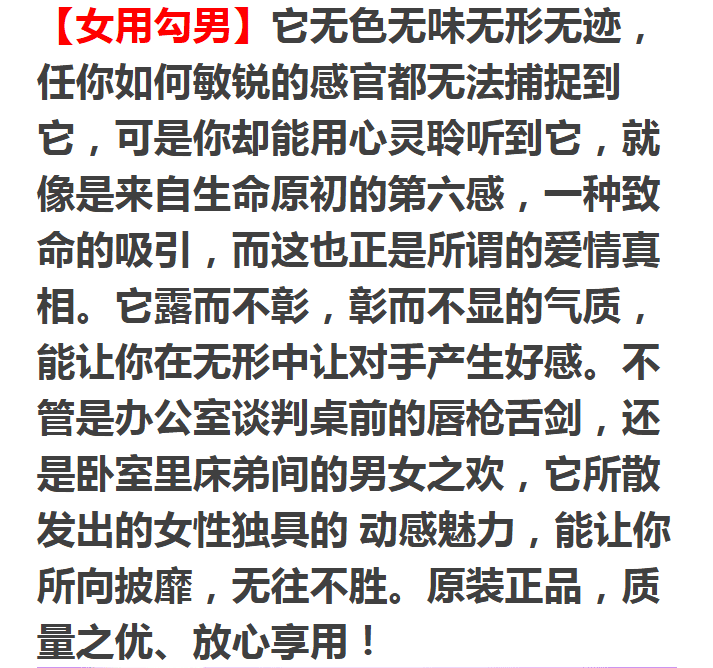 【女用勾男】它无色无味无形无迹，
任你如何敏锐的感官都无法捕捉到
它，可是你却能用心灵聆听到它，就
像是来自生命原初的第六感，一种致
命的吸引，而这也正是所谓的爱情真
相。它露而不彰，彰而不显的气质，
能让你在无形中让对手产生好感。不
管是办公室谈判桌前的唇枪舌剑，还
是卧室里床弟间的男女之欢，它所散
发出的女性独具的 动感魅力，能让你
所向披靡，无往不胜。原装正品，质
量之优、放心享用！